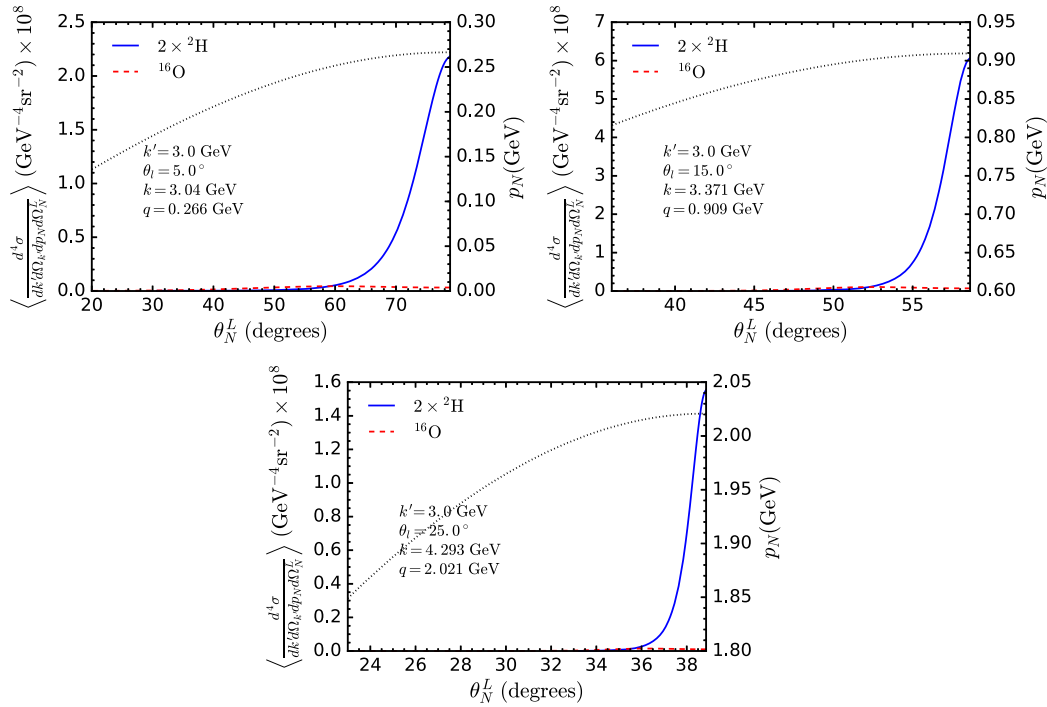 ⟨ d⁴σ / dk′dΩₖ′dp_N dΩ_N^L ⟩ (GeV⁻⁴sr⁻²) × 10⁸
2.5
2.0
1.5
1.0
0.5
0.0
2 × ²H
¹⁶O
k′ = 3.0 GeV
θ_l = 5.0°
k = 3.04 GeV
q = 0.266 GeV
0.30
0.25
0.20
0.15
0.10
0.05
0.00
p_N(GeV)
20 30 40 50 60 70
θ_N^L (degrees)
⟨ d⁴σ / dk′dΩₖ′dp_N dΩ_N^L ⟩ (GeV⁻⁴sr⁻²) × 10⁸
7
6
5
4
3
2
1
0
2 × ²H
¹⁶O
k′ = 3.0 GeV
θ_l = 15.0°
k = 3.371 GeV
q = 0.909 GeV
0.95
0.90
0.85
0.80
0.75
0.70
0.65
0.60
p_N(GeV)
40 45 50 55
θ_N^L (degrees)
⟨ d⁴σ / dk′dΩₖ′dp_N dΩ_N^L ⟩ (GeV⁻⁴sr⁻²) × 10⁸
1.6
1.4
1.2
1.0
0.8
0.6
0.4
0.2
0.0
2 × ²H
¹⁶O
k′ = 3.0 GeV
θ_l = 25.0°
k = 4.293 GeV
q = 2.021 GeV
2.05
2.00
1.95
1.90
1.85
1.80
p_N(GeV)
24 26 28 30 32 34 36 38
θ_N^L (degrees)